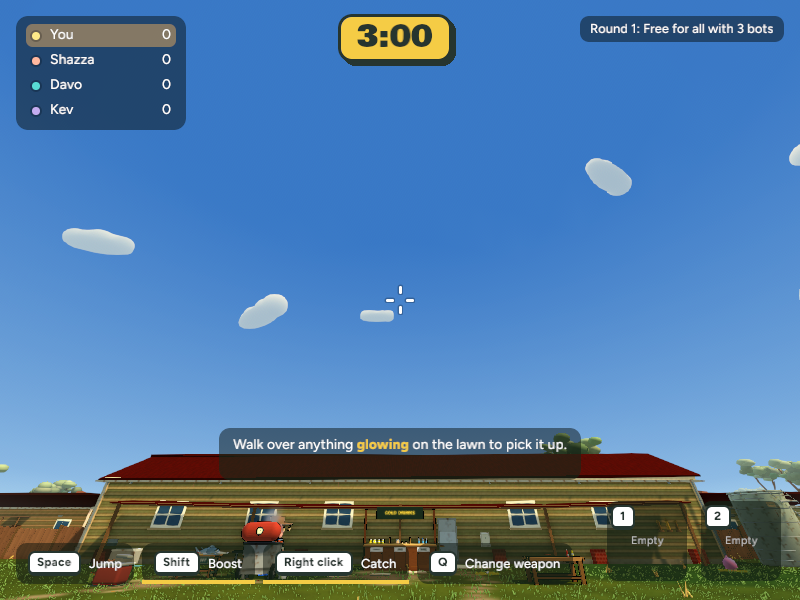 You 0
Shazza 0
Davo 0
Kev 0
3:00
Round 1: Free for all with 3 bots
Walk over anything glowing on the lawn to pick it up.
COLD DRINKS
1
Empty
2
Empty
Space Jump
Shift Boost
Right click Catch
Q Change weapon